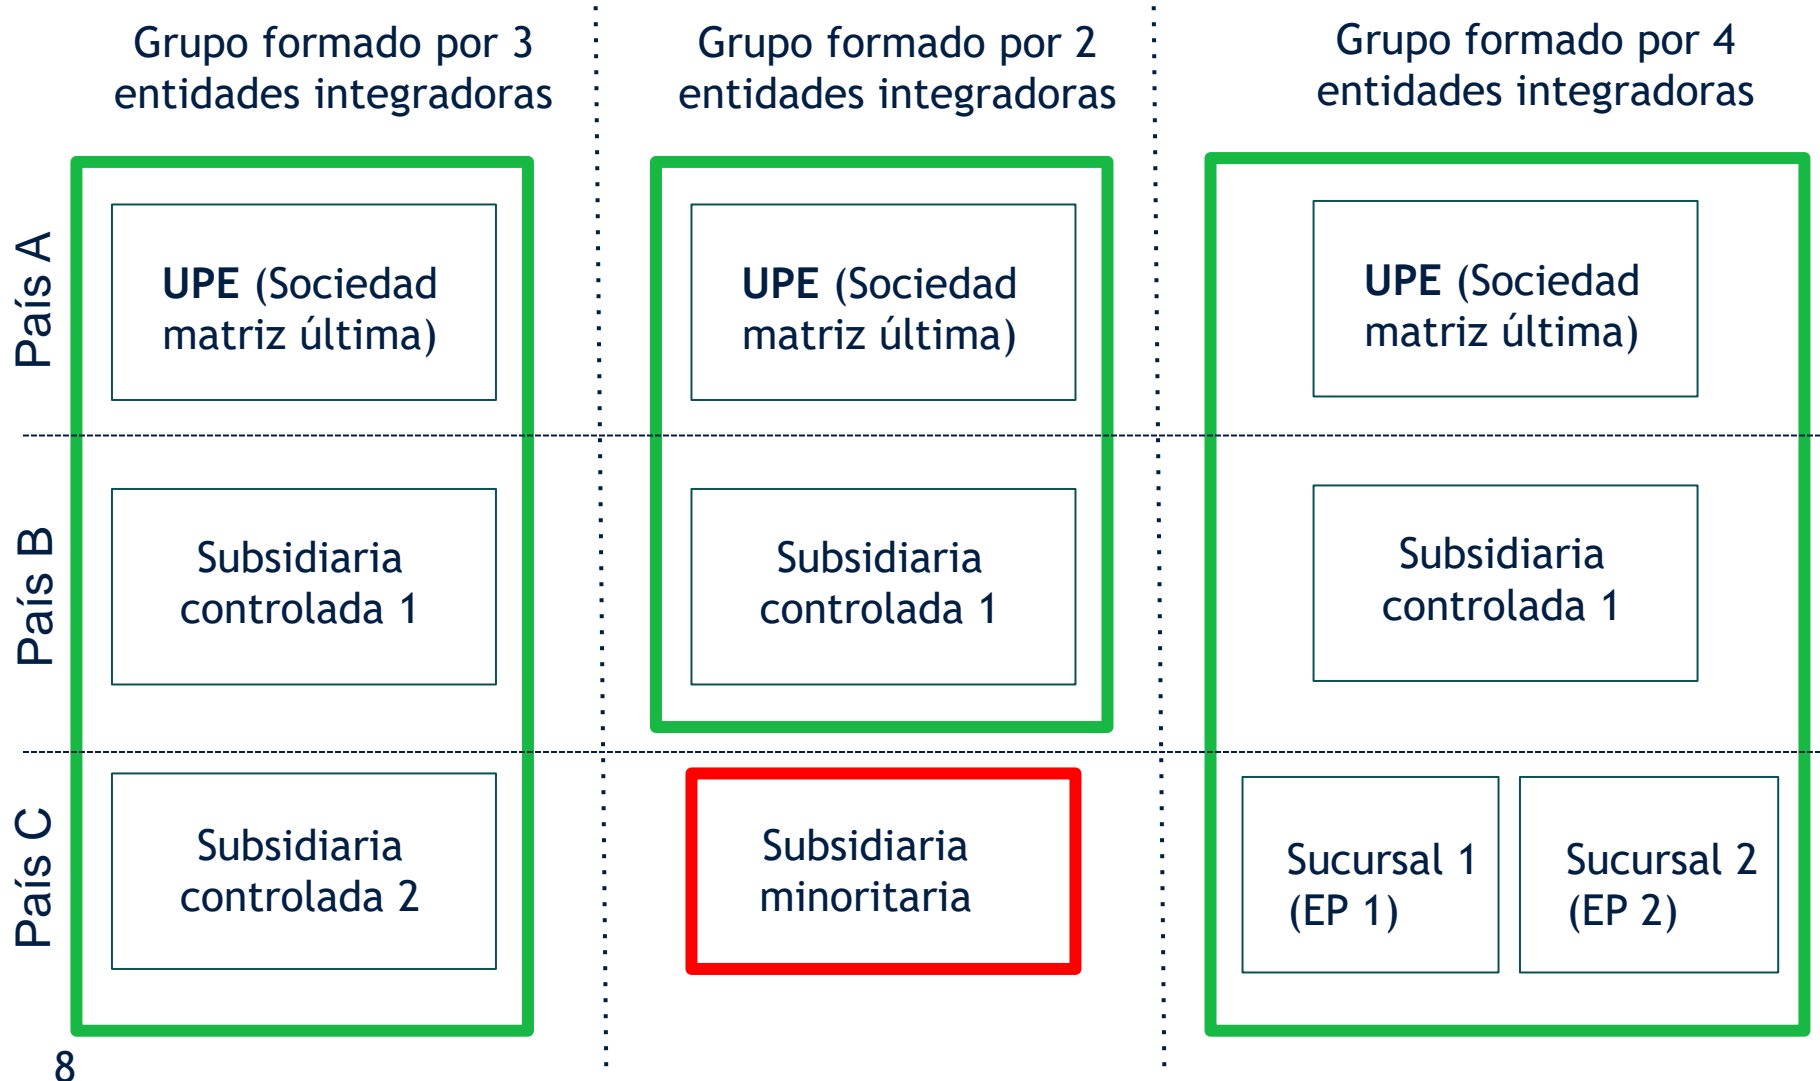 Grupo formado por 3
entidades integradoras
Grupo formado por 2
entidades integradoras
Grupo formado por 4
entidades integradoras
País A
UPE (Sociedad
matriz última)
UPE (Sociedad
matriz última)
UPE (Sociedad
matriz última)
País B
Subsidiaria
controlada 1
Subsidiaria
controlada 1
Subsidiaria
controlada 1
País C
Subsidiaria
controlada 2
Subsidiaria
minoritaria
Sucursal 1
(EP 1)
Sucursal 2
(EP 2)
8